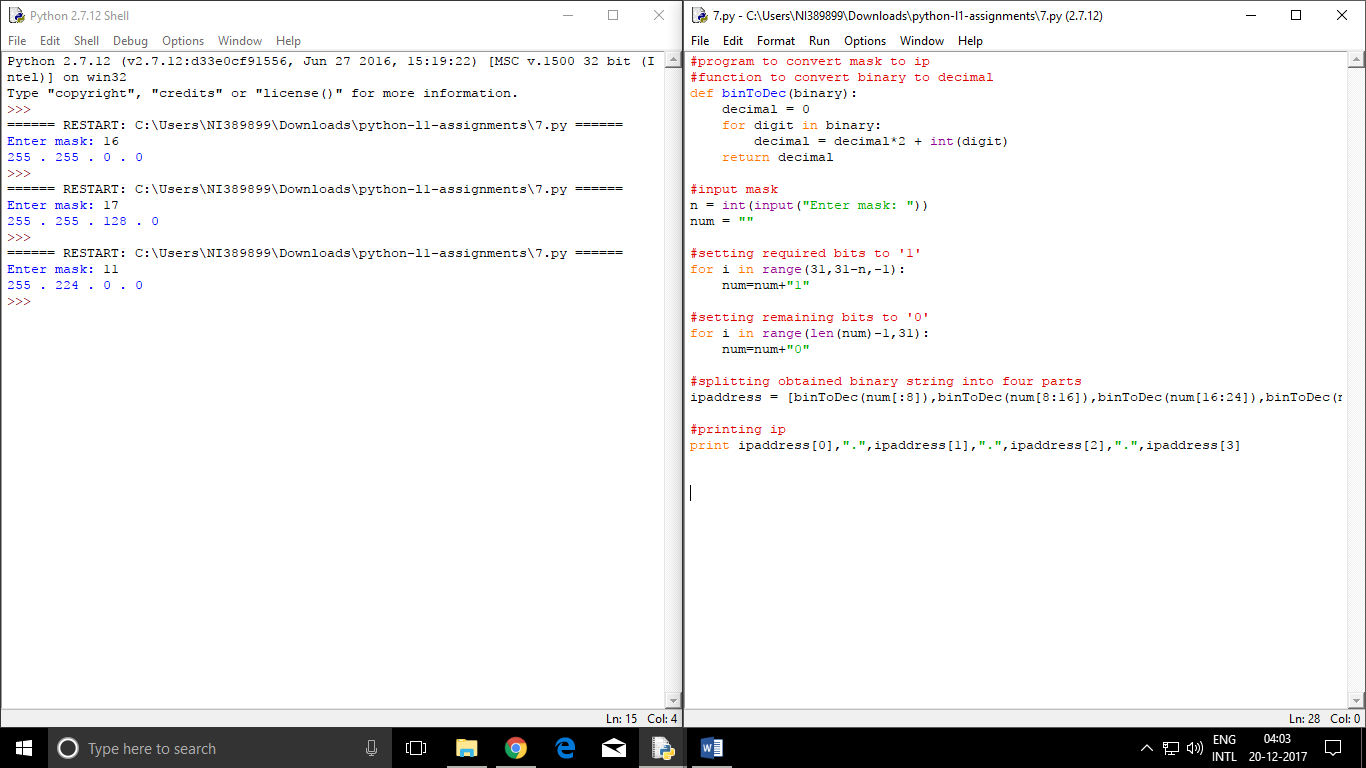 Python 2.7.12 Shell
File Edit Shell Debug Options Window Help
Python 2.7.12 (v2.7.12:d33e0cf91556, Jun 27 2016, 15:19:22) [MSC v.1500 32 bit (I
ntel)] on win32
Type "copyright", "credits" or "license()" for more information.
>>>
====== RESTART: C:\Users\NI389899\Downloads\python-l1-assignments\7.py ======
Enter mask: 16
255 . 255 . 0 . 0
>>>
====== RESTART: C:\Users\NI389899\Downloads\python-l1-assignments\7.py ======
Enter mask: 17
255 . 255 . 128 . 0
>>>
====== RESTART: C:\Users\NI389899\Downloads\python-l1-assignments\7.py ======
Enter mask: 11
255 . 224 . 0 . 0
>>>
Ln: 15 Col: 4
7.py - C:\Users\NI389899\Downloads\python-l1-assignments\7.py (2.7.12)
File Edit Format Run Options Window Help
#program to convert mask to ip
#function to convert binary to decimal
def binToDec(binary):
    decimal = 0
    for digit in binary:
        decimal = decimal*2 + int(digit)
    return decimal
#input mask
n = int(input("Enter mask: "))
num = ""
#setting required bits to '1'
for i in range(31,31-n,-1):
    num=num+"1"
#setting remaining bits to '0'
for i in range(len(num)-1,31):
    num=num+"0"
#splitting obtained binary string into four parts
ipaddress = [binToDec(num[:8]),binToDec(num[8:16]),binToDec(num[16:24]),binToDec(
#printing ip
print ipaddress[0],".",ipaddress[1],".",ipaddress[2],".",ipaddress[3]
Ln: 28 Col: 0
Type here to search
ENG
INTL
04:03
20-12-2017